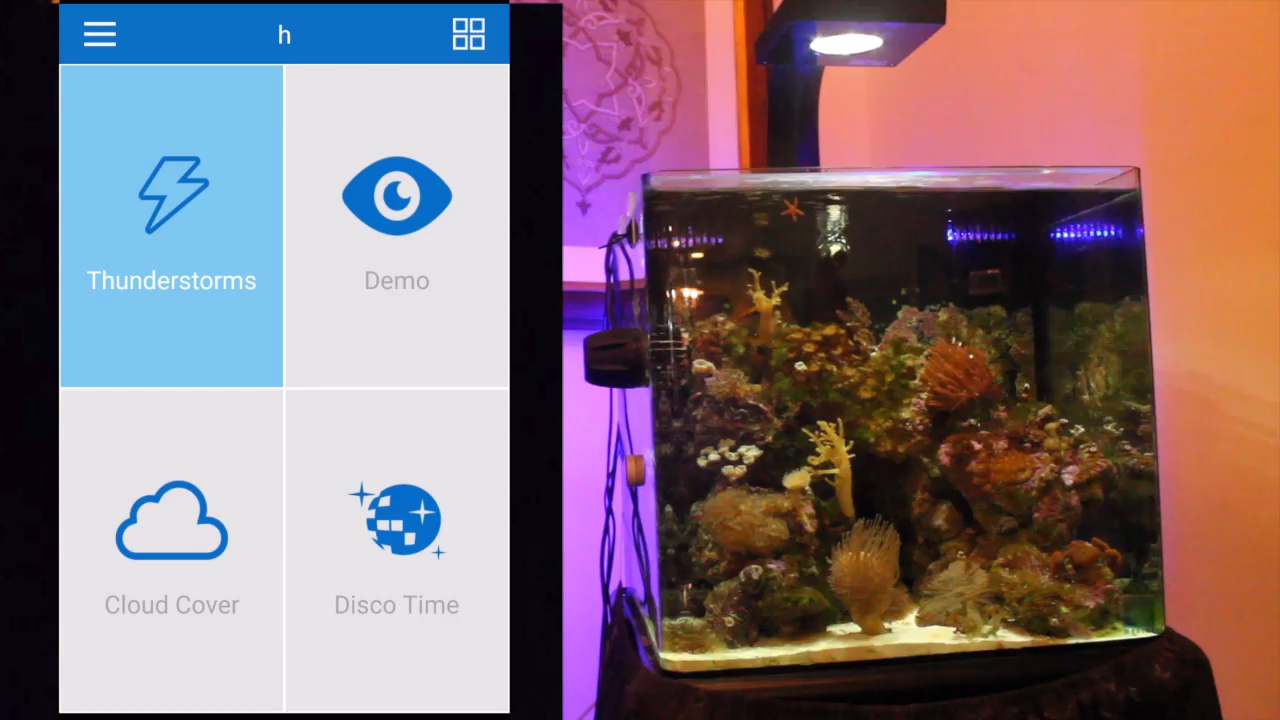 h
Thunderstorms
Demo
Cloud Cover
Disco Time